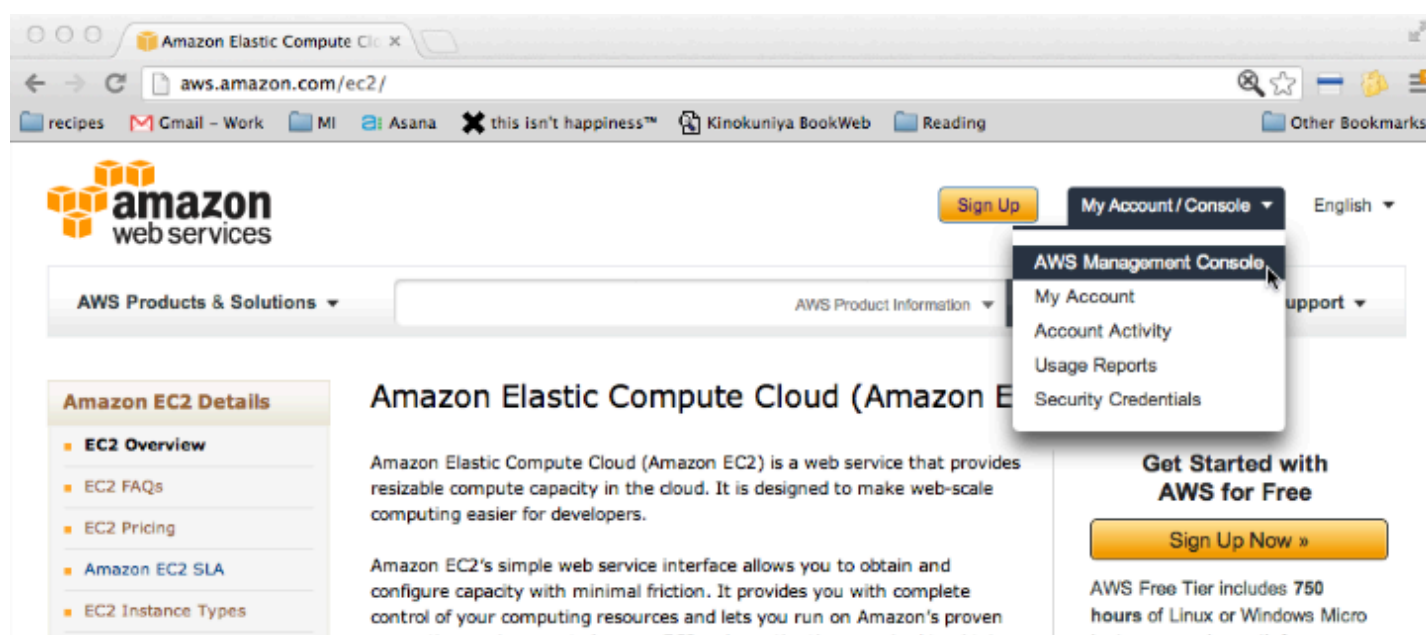 Amazon Elastic Compute Clo
aws.amazon.com/ec2/
recipes Gmail – Work MI Asana this isn't happiness™ Kinokuniya BookWeb Reading Other Bookmarks
amazon
web services
Sign Up My Account / Console English
AWS Management Console
My Account
Account Activity
Usage Reports
Security Credentials
AWS Products & Solutions AWS Product Information upport
Amazon EC2 Details
EC2 Overview
EC2 FAQs
EC2 Pricing
Amazon EC2 SLA
EC2 Instance Types
Amazon Elastic Compute Cloud (Amazon E
Amazon Elastic Compute Cloud (Amazon EC2) is a web service that provides
resizable compute capacity in the cloud. It is designed to make web-scale
computing easier for developers.
Amazon EC2's simple web service interface allows you to obtain and
configure capacity with minimal friction. It provides you with complete
control of your computing resources and lets you run on Amazon's proven
Get Started with
AWS for Free
Sign Up Now »
AWS Free Tier includes 750
hours of Linux or Windows Micro